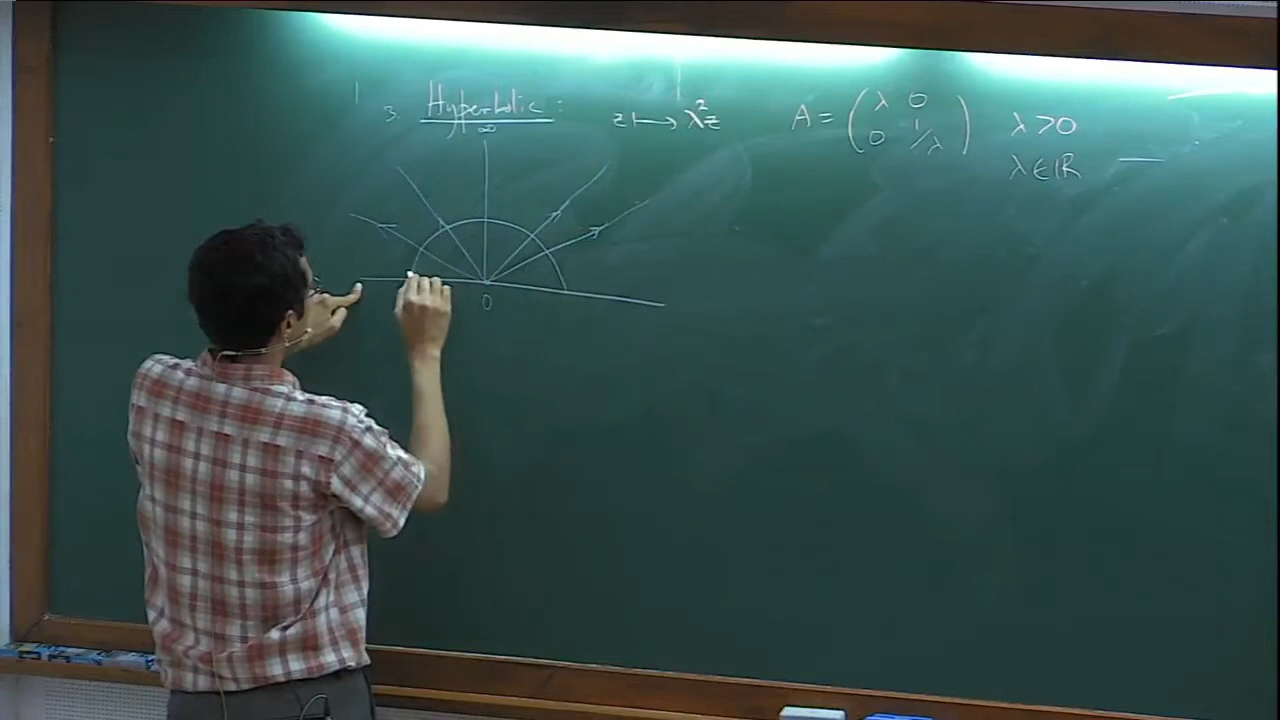 3. Hyperbolic : z ⟼ λ²z A = ( λ 0 0 1/λ ) λ > 0
λ ∈ ℝ
∞
0